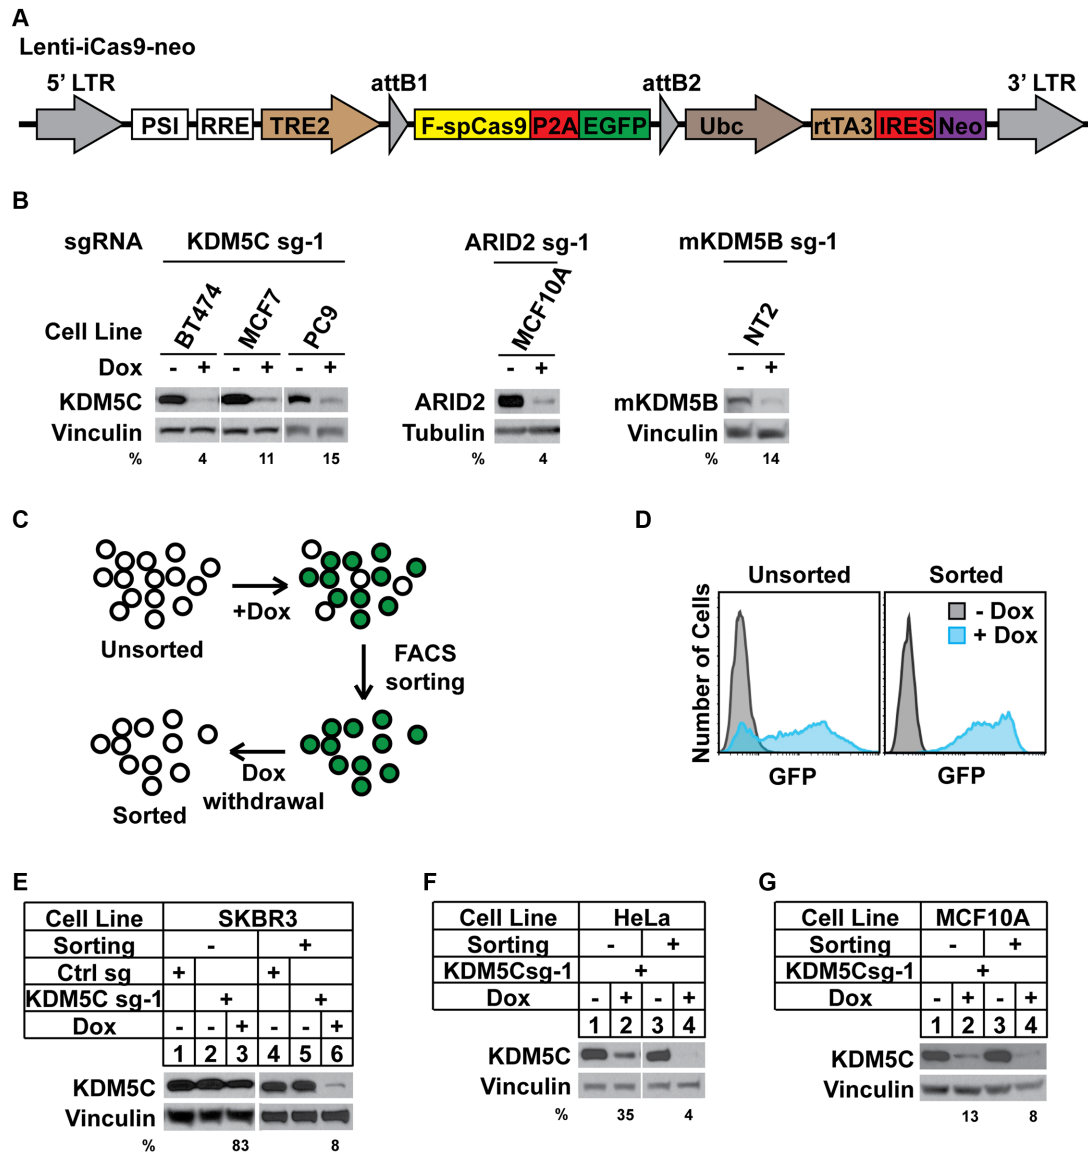 A
Lenti-iCas9-neo
5’ LTR attB1 attB2 3’ LTR
PSI RRE TRE2 F-spCas9 P2A EGFP Ubc rtTA3 IRES Neo
B
sgRNA KDM5C sg-1 ARID2 sg-1 mKDM5B sg-1
Cell Line BT474 MCF7 PC9 MCF10A NT2
Dox - + - + - + - + - +
KDM5C ARID2 mKDM5B
Vinculin Tubulin Vinculin
% 4 11 15 % 4 % 14
C
+Dox
Unsorted
FACS
sorting
Dox
withdrawal
Sorted
D
Unsorted Sorted
- Dox
+ Dox
Number of Cells
GFP GFP
E
Cell Line SKBR3
Sorting - +
Ctrl sg + +
KDM5C sg-1 + +
Dox - - + - - +
1 2 3 4 5 6
KDM5C
Vinculin
% 83 8
F
Cell Line HeLa
Sorting - +
KDM5Csg-1 +
Dox - + - +
1 2 3 4
KDM5C
Vinculin
% 35 4
G
Cell Line MCF10A
Sorting - +
KDM5Csg-1 +
Dox - + - +
1 2 3 4
KDM5C
Vinculin
% 13 8